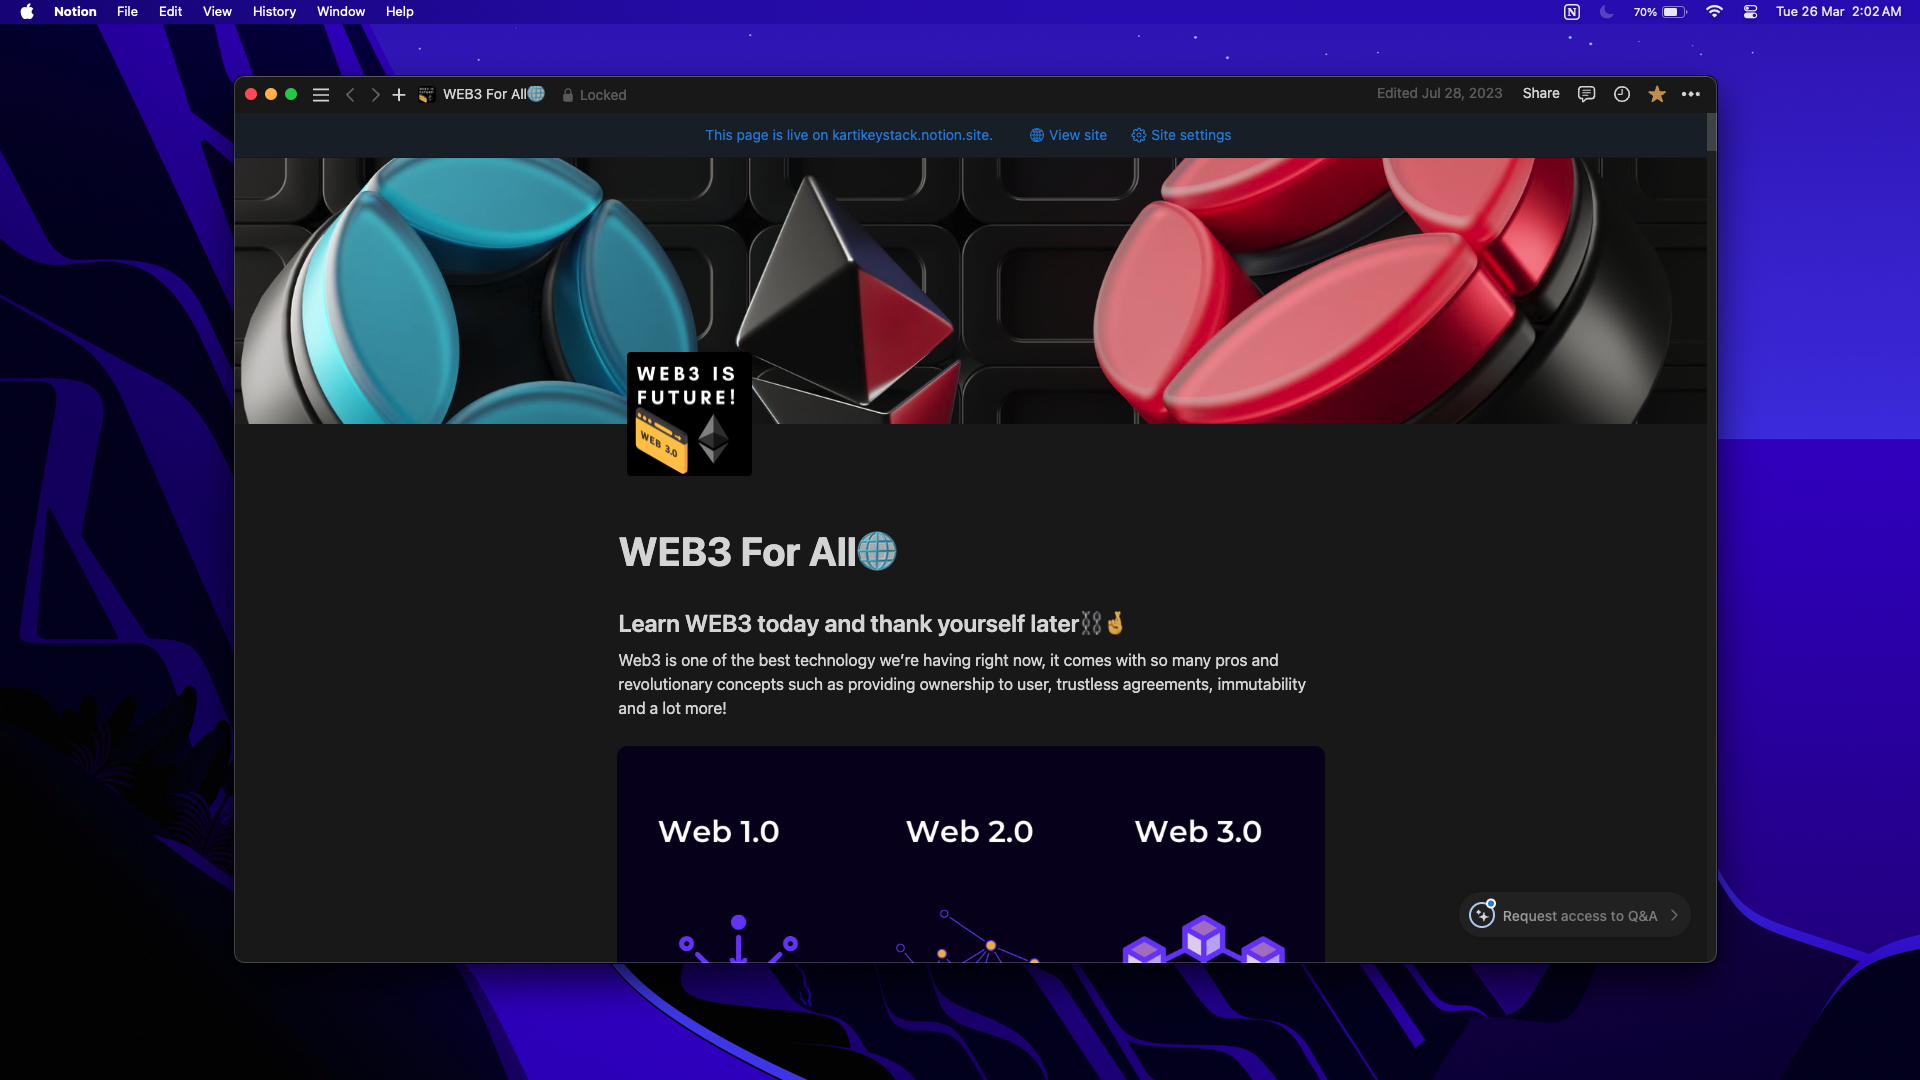 Notion File Edit View History Window Help 70% Tue 26 Mar 2:02 AM
WEB3 For All🌐 Locked Edited Jul 28, 2023 Share
This page is live on kartikeystack.notion.site. View site Site settings
WEB3 IS
FUTURE!
WEB 3.0
WEB3 For All🌐
Learn WEB3 today and thank yourself later⛓️🤞
Web3 is one of the best technology we’re having right now, it comes with so many pros and
revolutionary concepts such as providing ownership to user, trustless agreements, immutability
and a lot more!
Web 1.0 Web 2.0 Web 3.0
Request access to Q&A